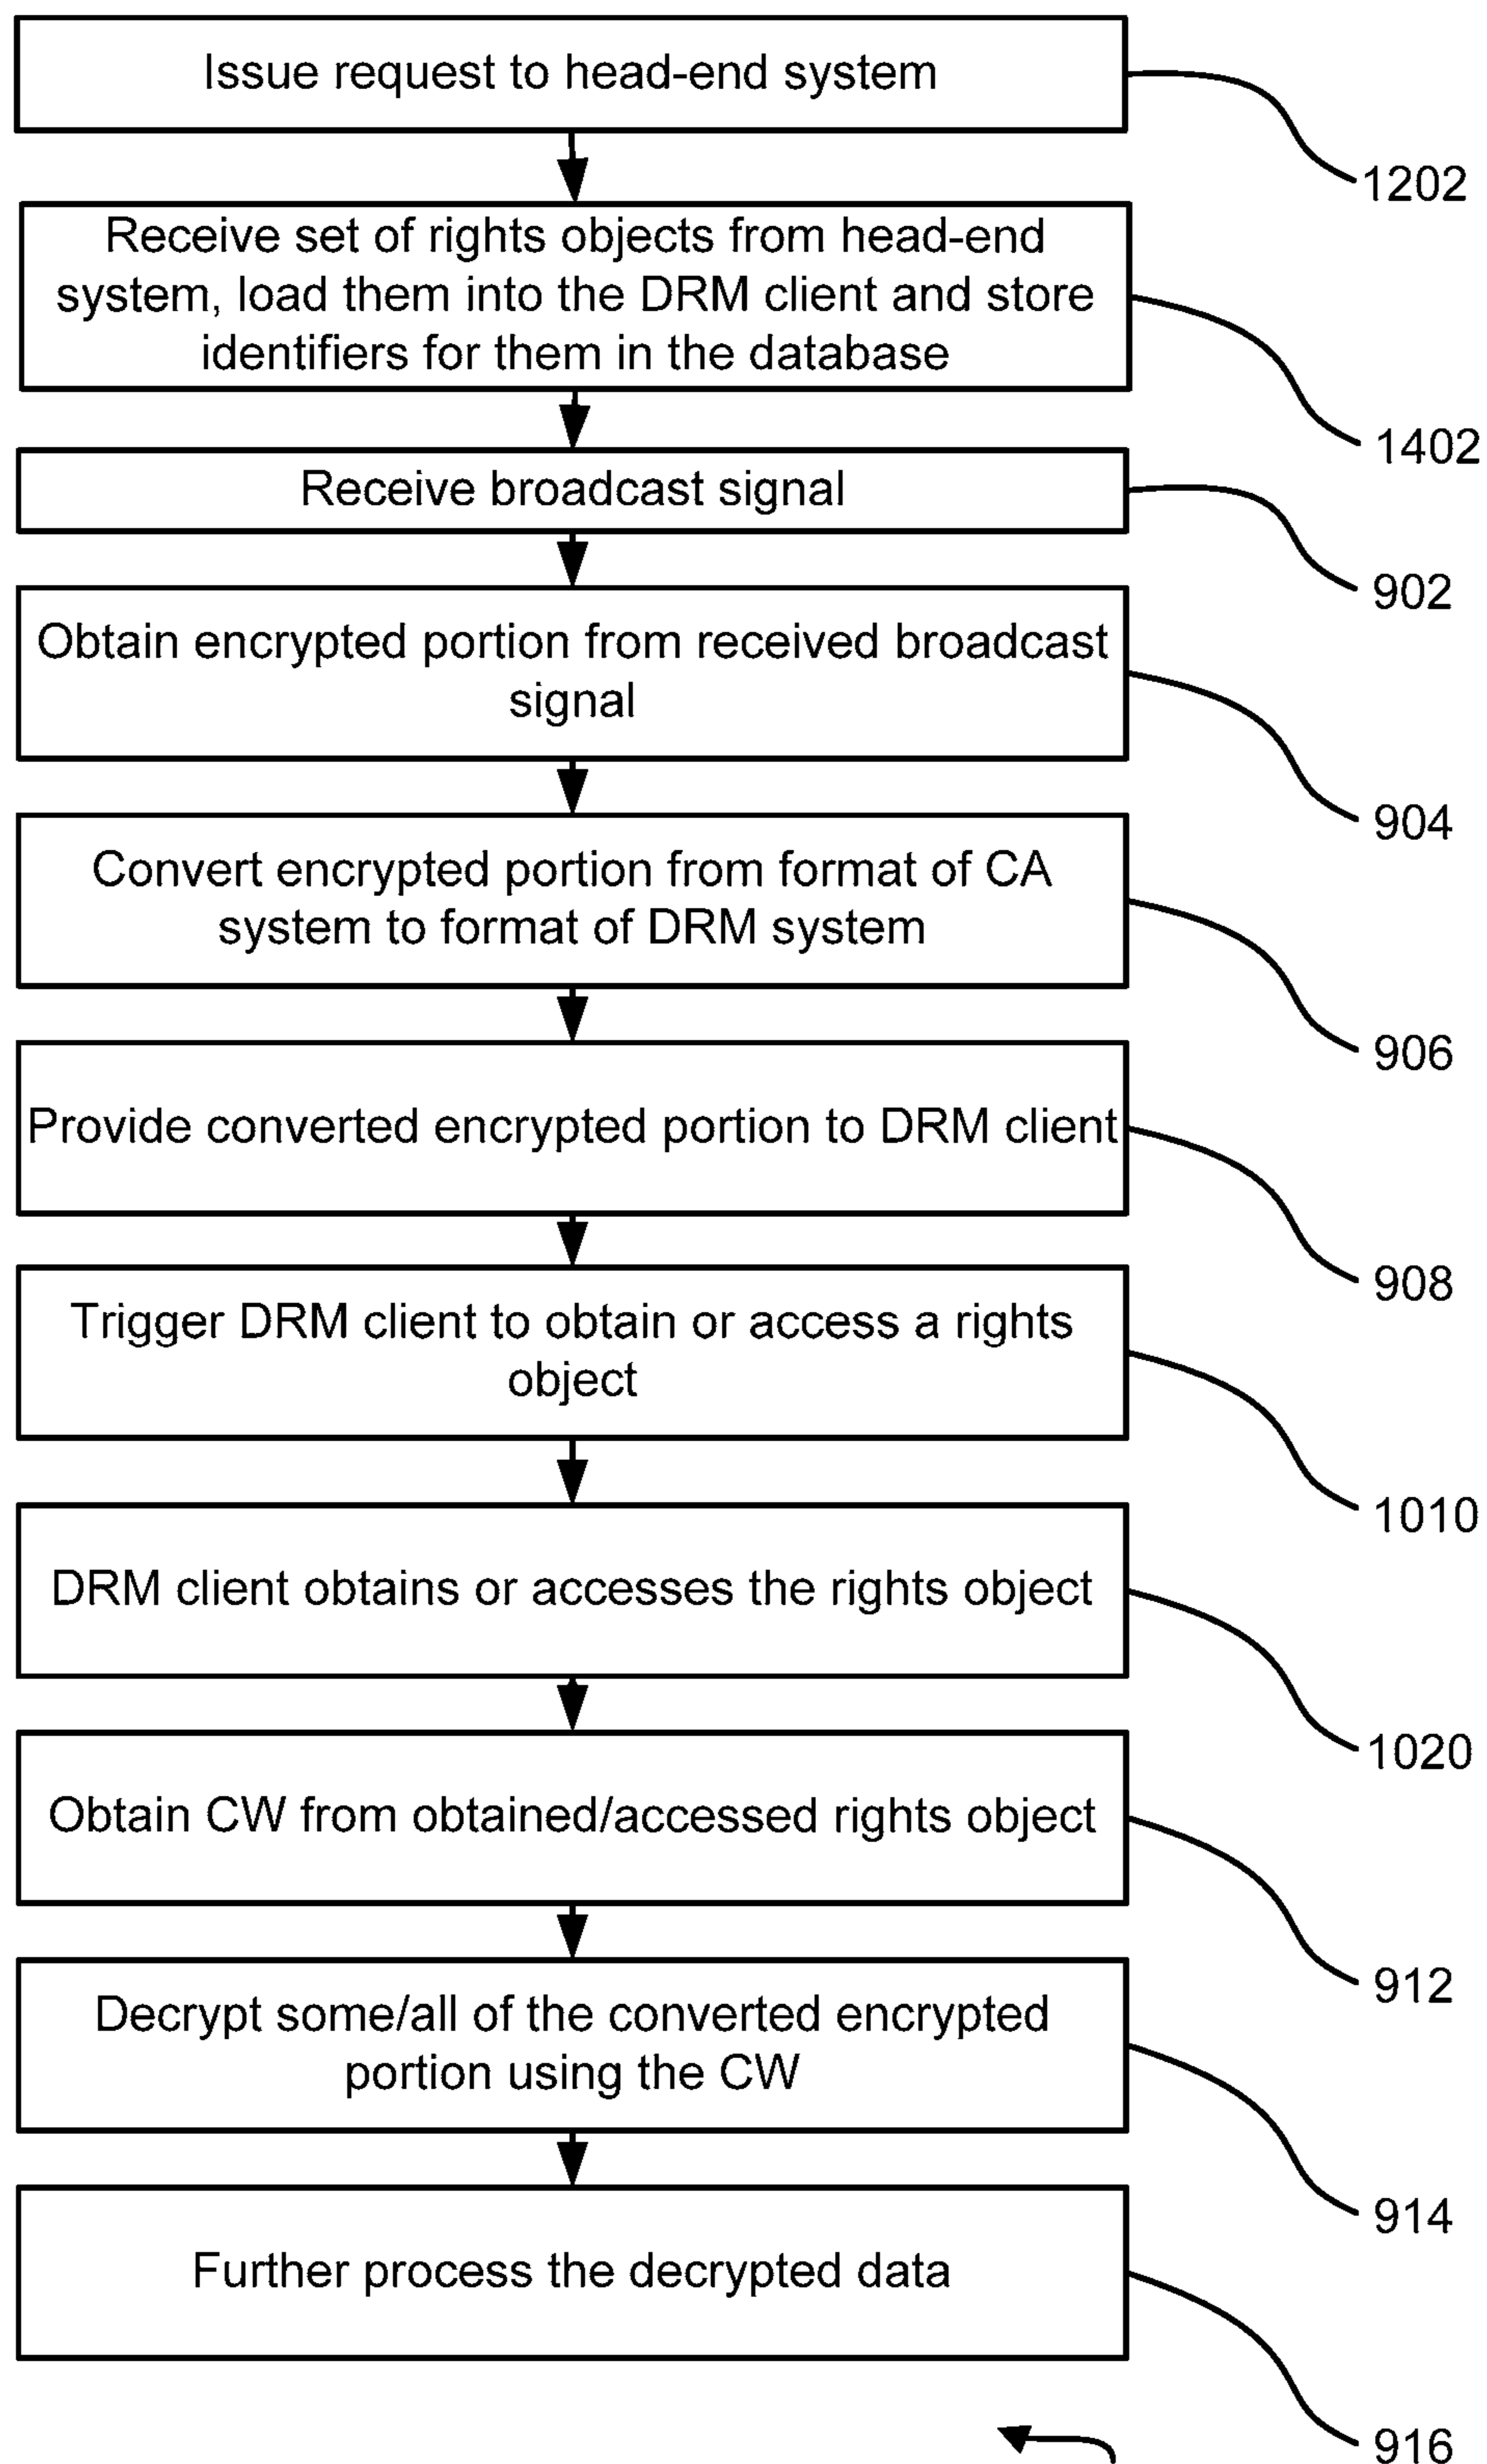 Issue request to head-end system
1202
Receive set of rights objects from head-end
system, load them into the DRM client and store
identifiers for them in the database
1402
Receive broadcast signal
902
Obtain encrypted portion from received broadcast
signal
904
Convert encrypted portion from format of CA
system to format of DRM system
906
Provide converted encrypted portion to DRM client
908
Trigger DRM client to obtain or access a rights
object
1010
DRM client obtains or accesses the rights object
1020
Obtain CW from obtained/accessed rights object
912
Decrypt some/all of the converted encrypted
portion using the CW
914
Further process the decrypted data
916